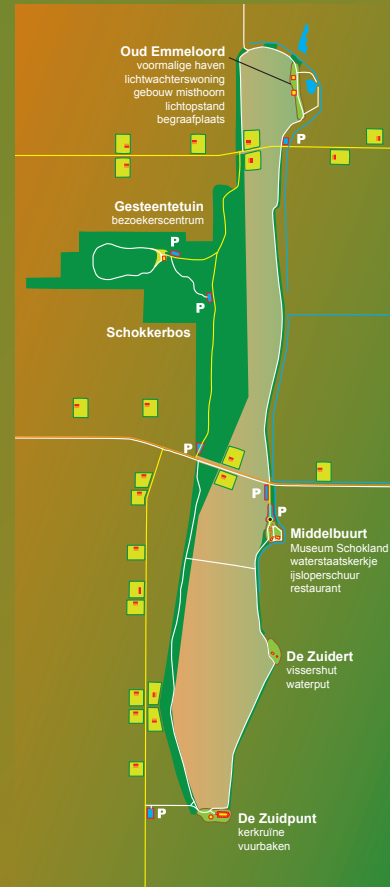 Oud Emmeloord
voormalige haven
lichtwachterswoning
gebouw misthoorn
lichtopstand
begraafplaats
P
Gesteentetuin
bezoekerscentrum
P
P
Schokkerbos
P
P
P
Middelbuurt
Museum Schokland
waterstaatskerkje
ijsloperschuur
restaurant
De Zuidert
vissershut
waterput
De Zuidpunt
kerkruïne
vuurbaken
P